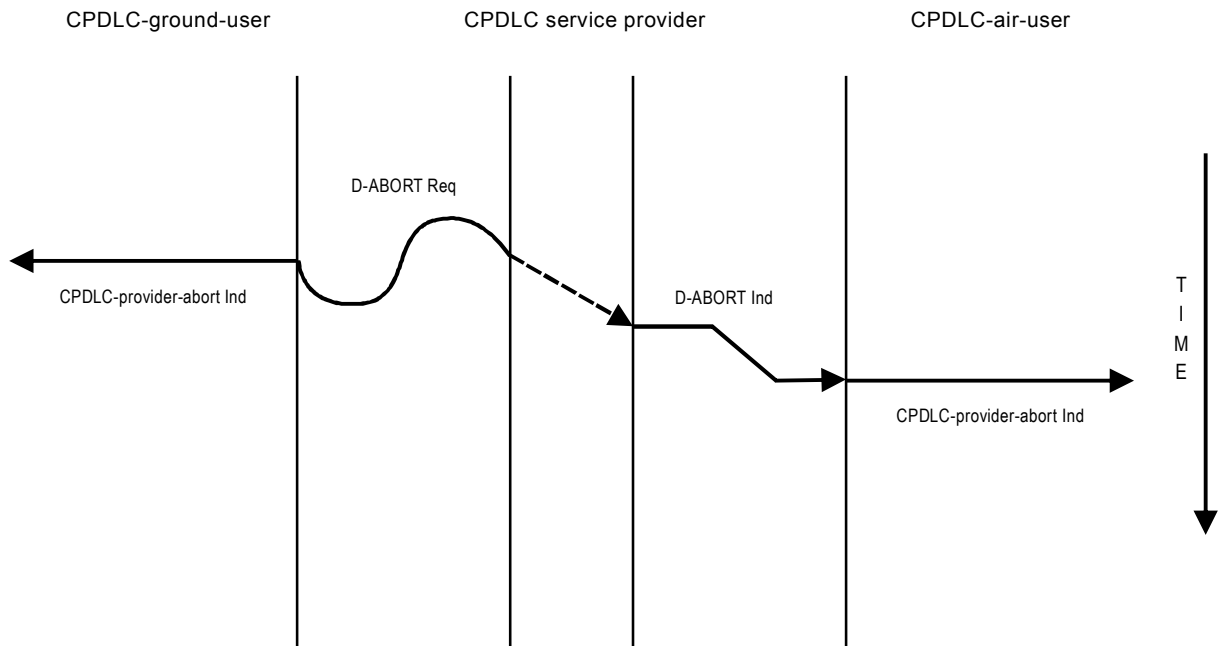 CPDLC-ground-user
CPDLC service provider
CPDLC-air-user
D-ABORT Req
CPDLC-provider-abort Ind
D-ABORT Ind
CPDLC-provider-abort Ind
T
I
M
E